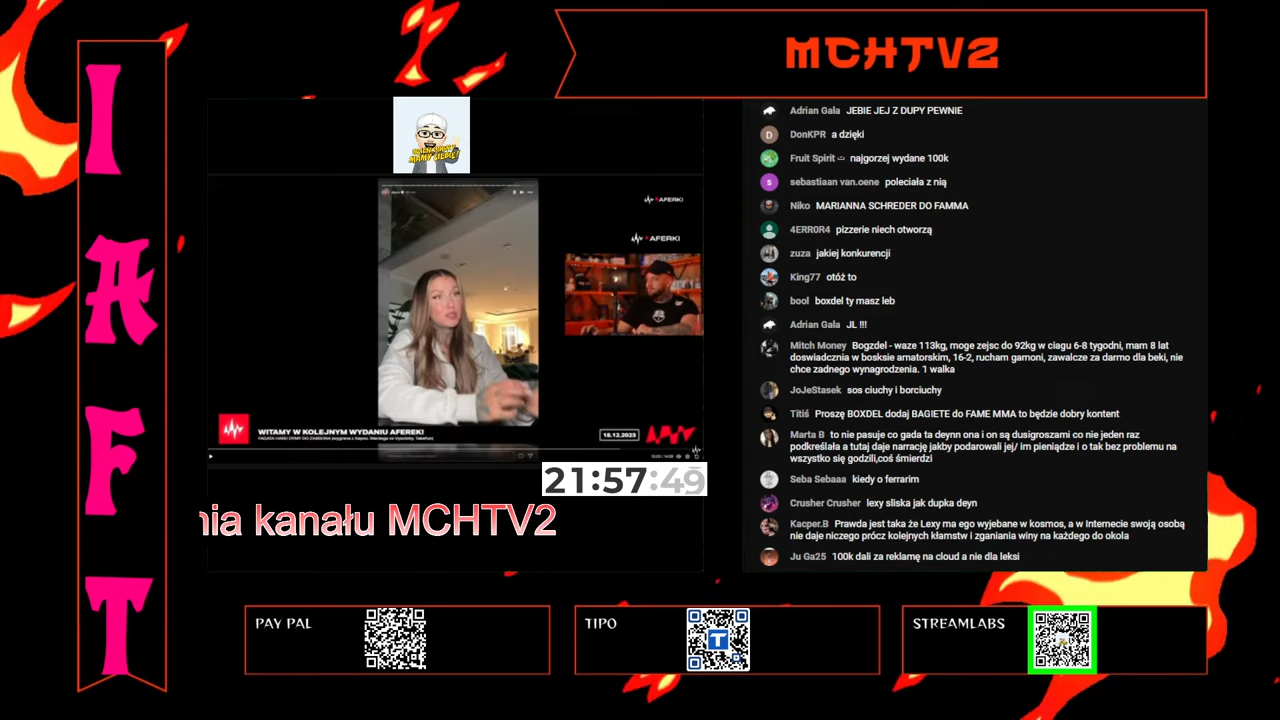 MCHTV2
I
A
F
T
WITAMY W KOLEJNYM WYDANIU AFEREK!
18.12.2023
AFERKI
AFERKI
MAMY CIEBIE!
21:57:49
nia kanału MCHTV2
Adrian Gala JEBIE JEJ Z DUPY PEWNIE
DonKPR a dzięki
Fruit Spirit najgorzej wydane 100k
sebastiaan van.oene poleciała z nią
Niko MARIANNA SCHREDER DO FAMMA
4ERR0R4 pizzerie niech otworzą
zuza jakiej konkurencji
King77 otóż to
bool boxdel ty masz leb
Adrian Gala JL !!!
Mitch Money Bogzdel - waze 113kg, moge zejsc do 92kg w ciagu 6-8 tygodni, mam 8 lat
doswiadcznia w bosksie amatorskim, 16-2, rucham gamoni, zawalcze za darmo dla beki, nie
chce zadnego wynagrodzenia. 1 walka
JoJeStasek sos ciuchy i borciuchy
Titiś Proszę BOXDEL dodaj BAGIETE do FAME MMA to będzie dobry kontent
Marta B to nie pasuje co gada ta deynn ona i on są dusigroszami co nie jeden raz
podkreślała a tutaj daje narrację jakby podarowali jej/ im pieniądze i o tak bez problemu na
wszystko się godzili,coś śmierdzi
Seba Sebaaa kiedy o ferrarim
Crusher Crusher lexy sliska jak dupka deyn
Kacper.B Prawda jest taka że Lexy ma ego wyjebane w kosmos, a w Internecie swoją osobą
nie daje niczego prócz kolejnych kłamstw i zganiania winy na każdego do okola
Ju Ga25 100k dali za reklamę na cloud a nie dla leksi
PAY PAL
TIPO
T
STREAMLABS